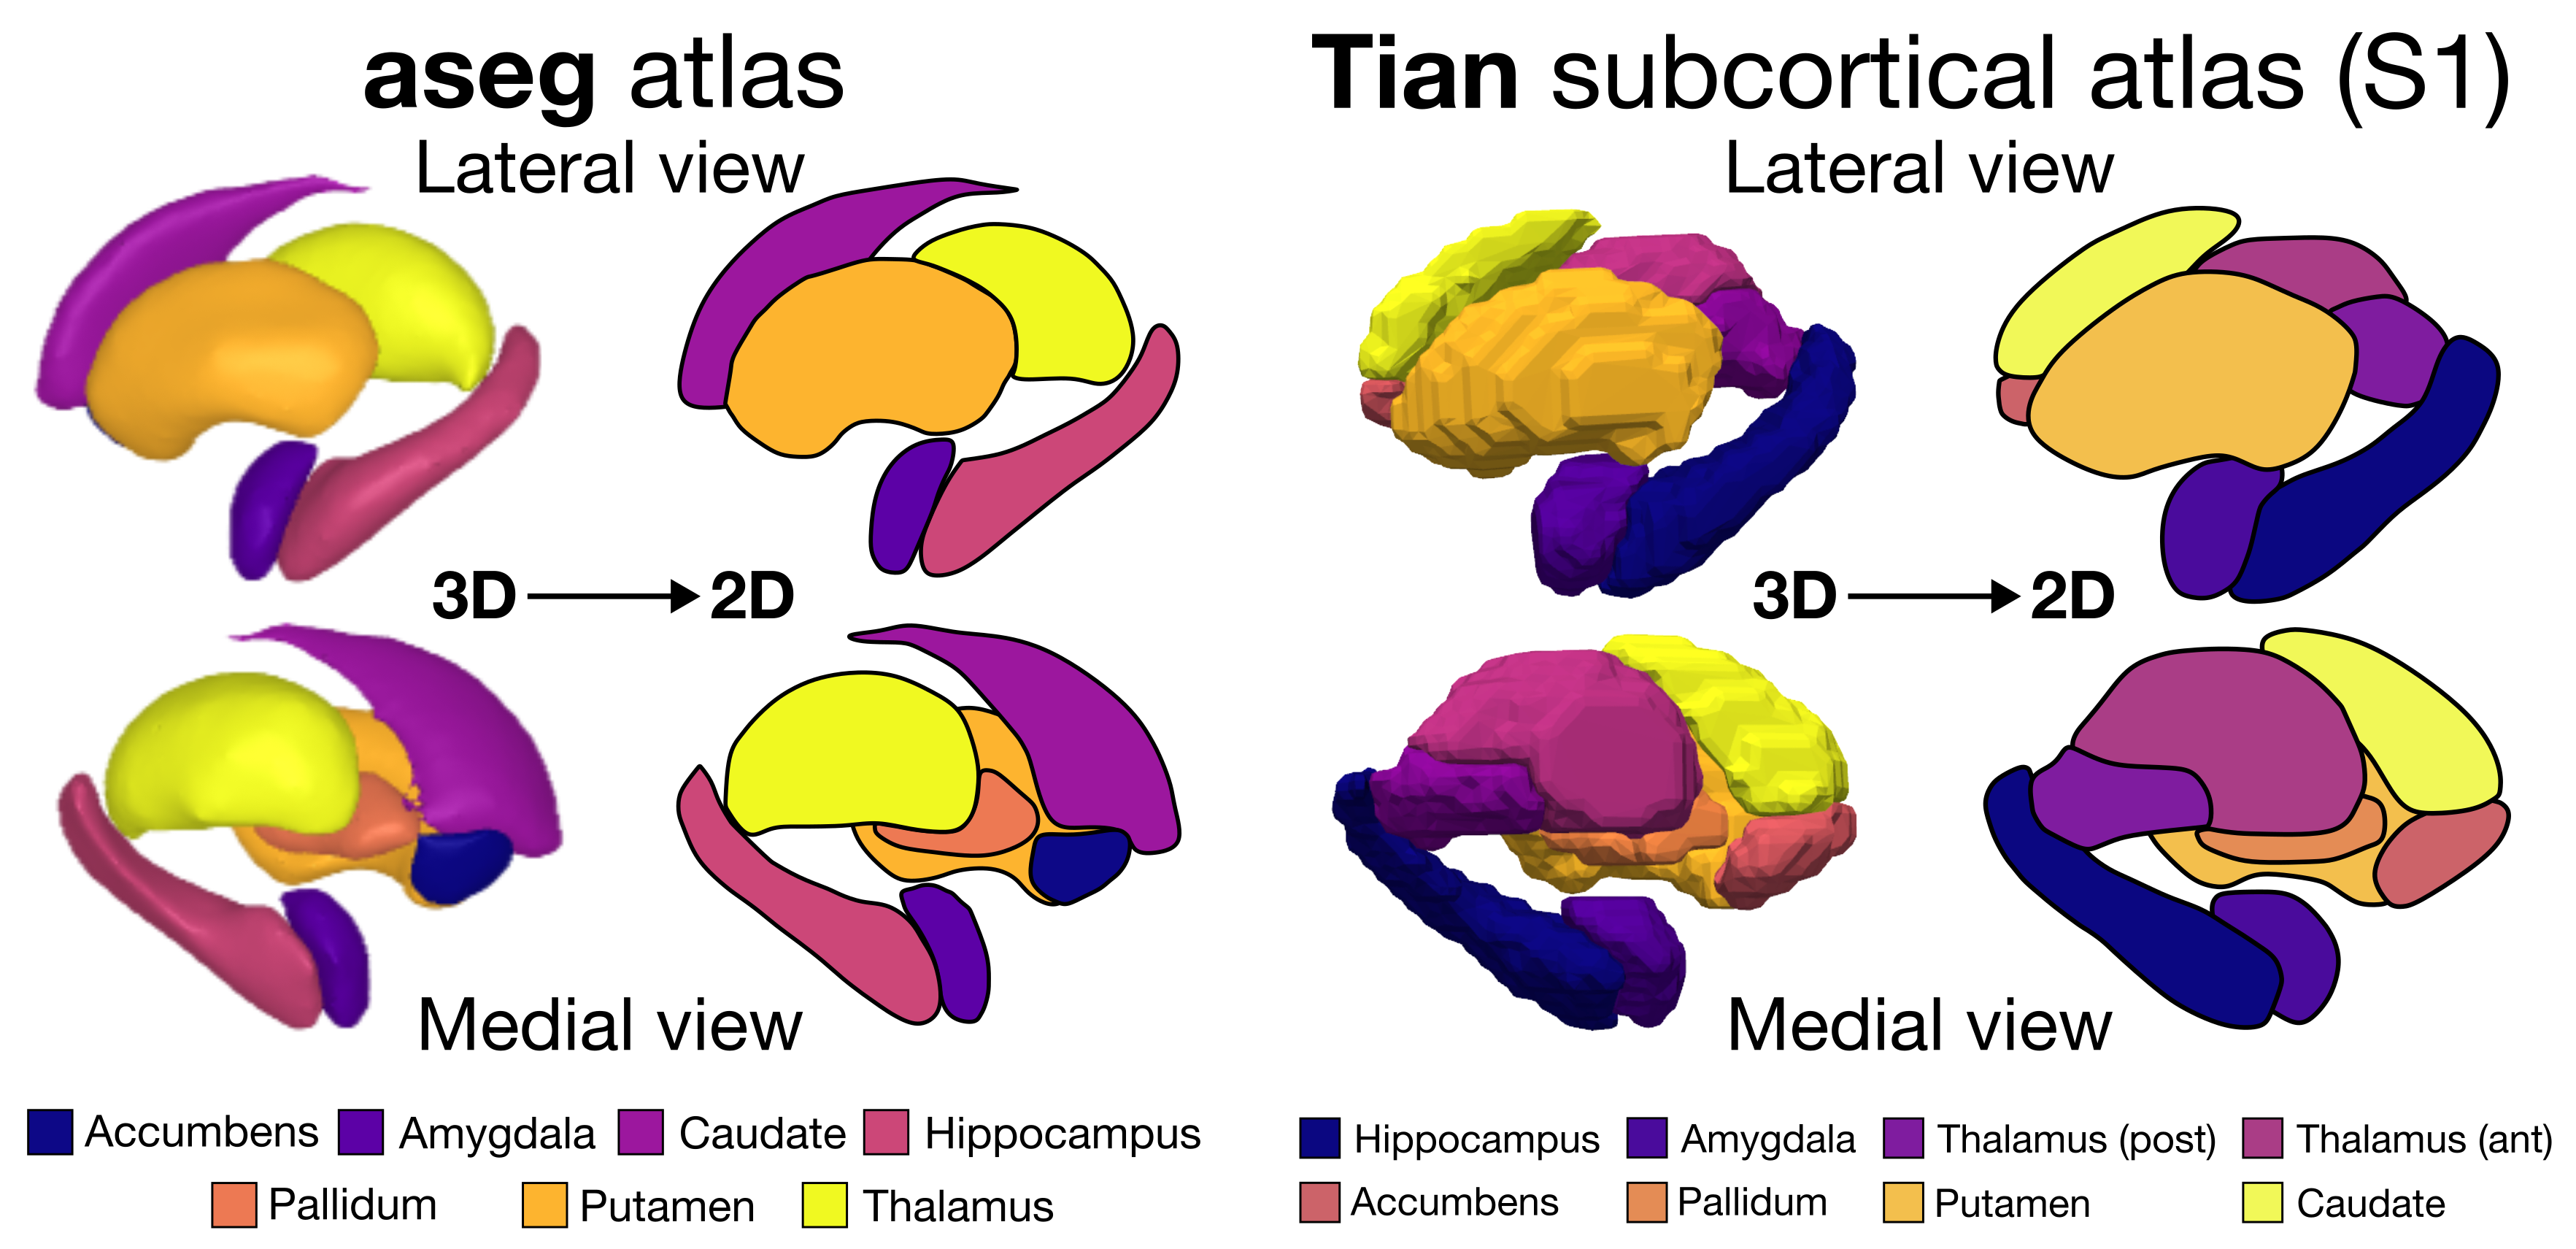 aseg atlas
Lateral view
3D 2D
Medial view
Accumbens Amygdala Caudate Hippocampus
Pallidum Putamen Thalamus
Tian subcortical atlas (S1)
Lateral view
3D 2D
Medial view
Hippocampus Amygdala Thalamus (post) Thalamus (ant)
Accumbens Pallidum Putamen Caudate